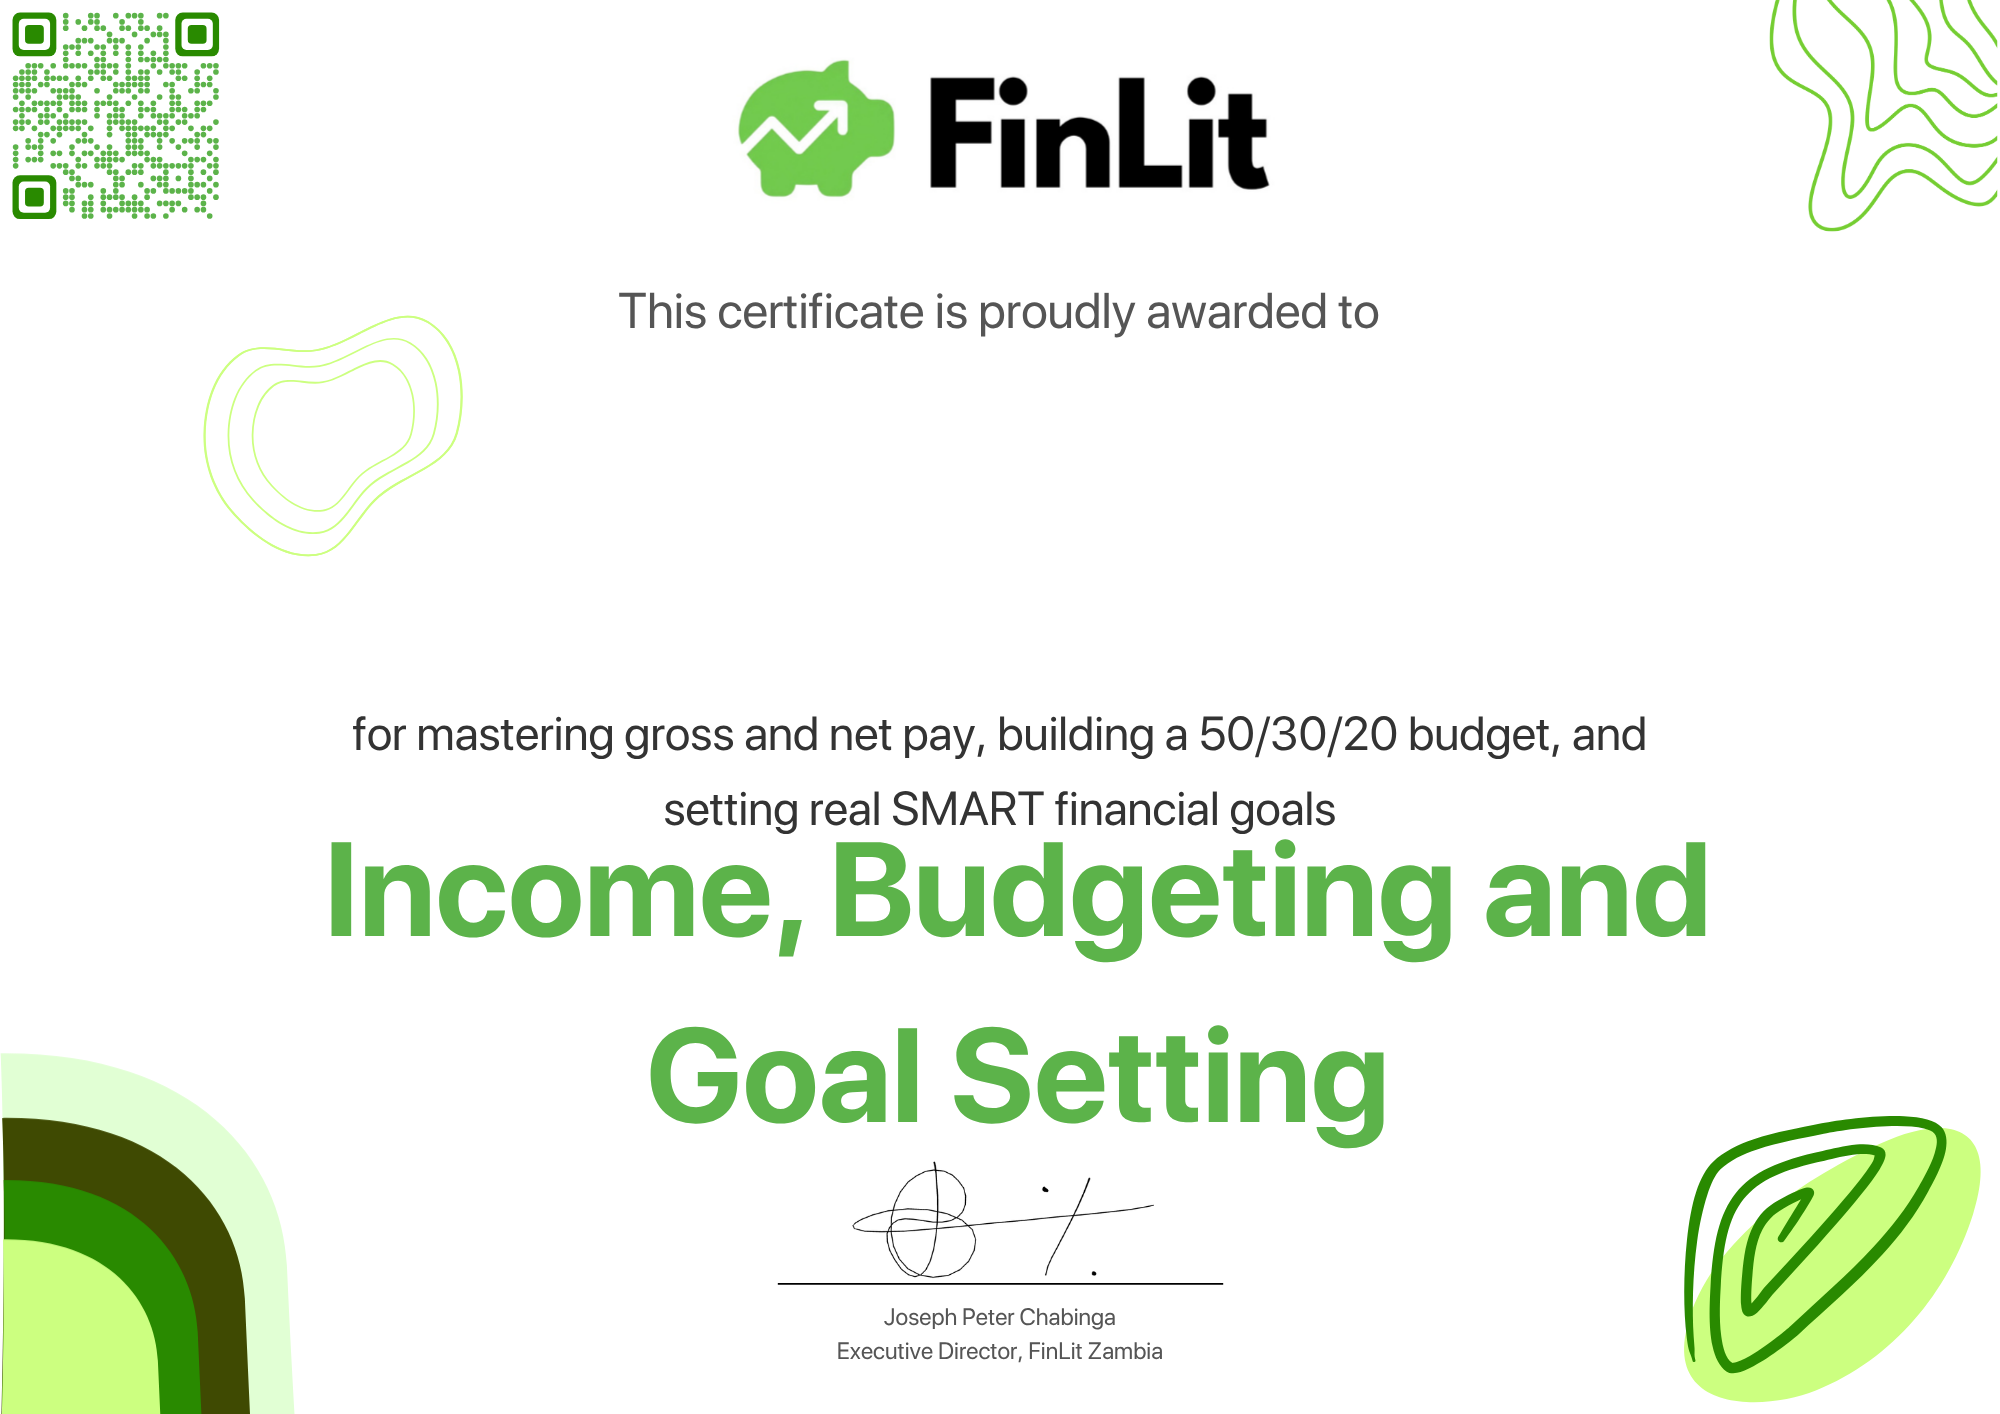 FinLit
This certificate is proudly awarded to
for mastering gross and net pay, building a 50/30/20 budget, and
setting real SMART financial goals
Income, Budgeting and
Goal Setting
Joseph Peter Chabinga
Executive Director, FinLit Zambia